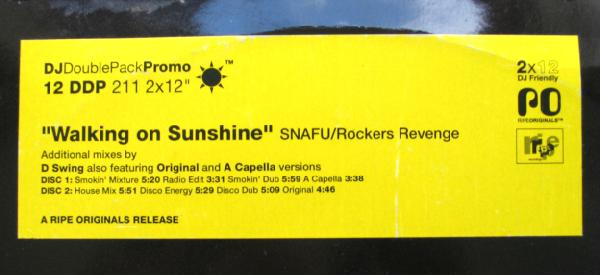 DJDoublePackPromo ™
12 DDP 211 2x12"
2x12
DJ Friendly
RIPEORIGINALS™
"Walking on Sunshine" SNAFU/Rockers Revenge
Additional mixes by
D Swing also featuring Original and A Capella versions
DISC 1: Smokin' Mixture 5:20 Radio Edit 3:31 Smokin' Dub 5:59 A Capella 3:38
DISC 2: House Mix 5:51 Disco Energy 5:29 Disco Dub 5:09 Original 4:46
A RIPE ORIGINALS RELEASE